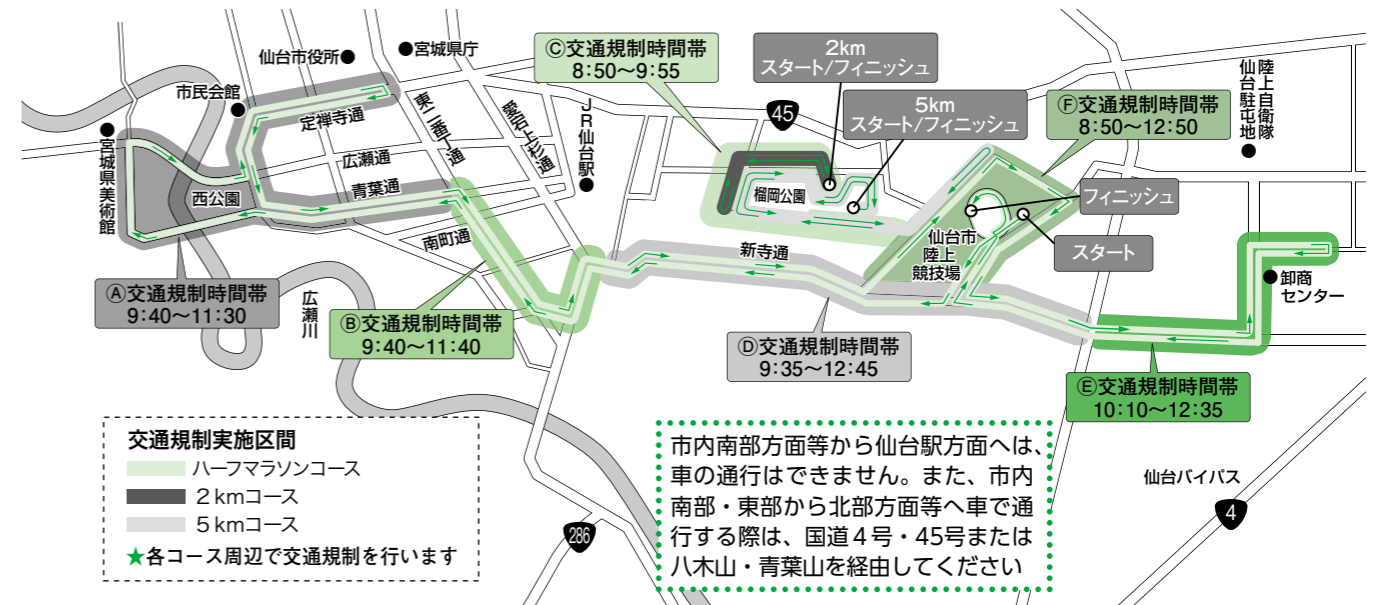 宮城県庁
仙台市役所
市民会館
定禅寺通
宮城県美術館
西公園
広瀬通
青葉通
南町通
東二番丁通
愛宕上杉通
JR仙台駅
広瀬川
Ⓒ交通規制時間帯
8:50〜9:55
2km
スタート/フィニッシュ
45
5km
スタート/フィニッシュ
Ⓕ交通規制時間帯
8:50〜12:50
陸上自衛隊
仙台駐屯地
榴岡公園
フィニッシュ
スタート
仙台市
陸上
競技場
新寺通
卸商
センター
Ⓐ交通規制時間帯
9:40〜11:30
Ⓑ交通規制時間帯
9:40〜11:40
Ⓓ交通規制時間帯
9:35〜12:45
Ⓔ交通規制時間帯
10:10〜12:35
交通規制実施区間
ハーフマラソンコース
2kmコース
5kmコース
★各コース周辺で交通規制を行います
286
市内南部方面等から仙台駅方面へは、
車の通行はできません。また、市内
南部・東部から北部方面等へ車で通
行する際は、国道4号・45号または
八木山・青葉山を経由してください
仙台バイパス
4